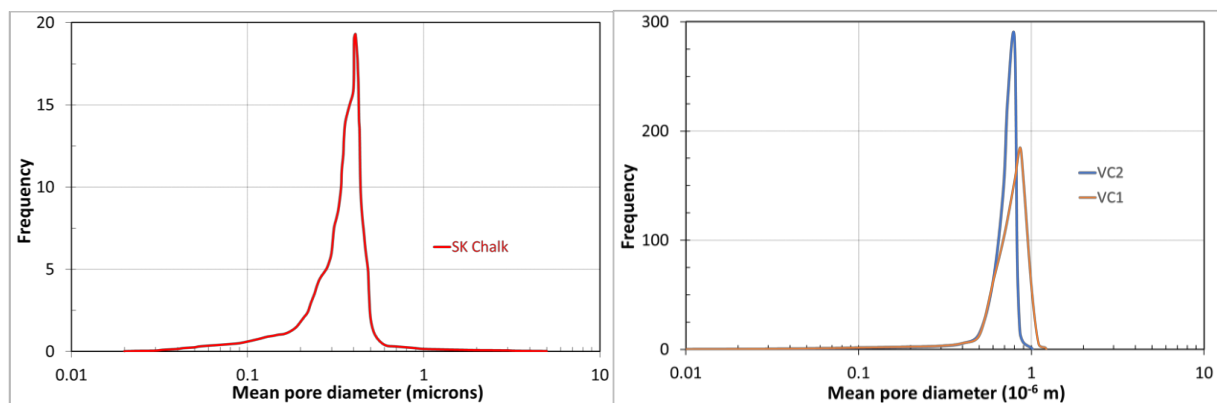 20
15
10
5
0
Frequency
SK Chalk
0.01
0.1
1
10
Mean pore diameter (microns)
300
200
100
0
Frequency
VC2
VC1
0.01
0.1
1
10
Mean pore diameter (10⁻⁶ m)